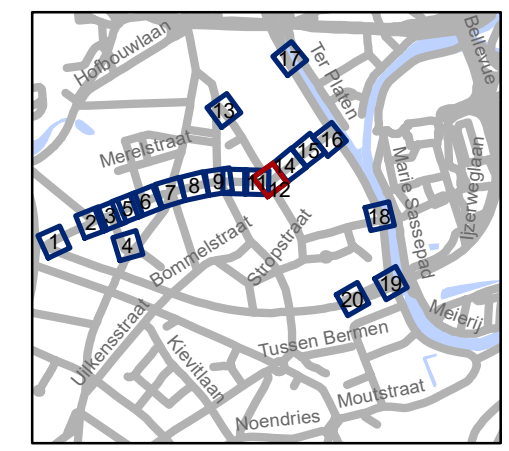 Hofbouwlaan
Ter Platen
Bellevue
17
13
Merelstraat
16
15
14
Marie Sassepad
Ijzerweglaan
1
2
3
5
6
7
8
9
11
12
4
Bommelstraat
Stropstraat
18
19
20
Meierij
Uilkensstraat
Kievitlaan
Tussen Bermen
Moutstraat
Noendries